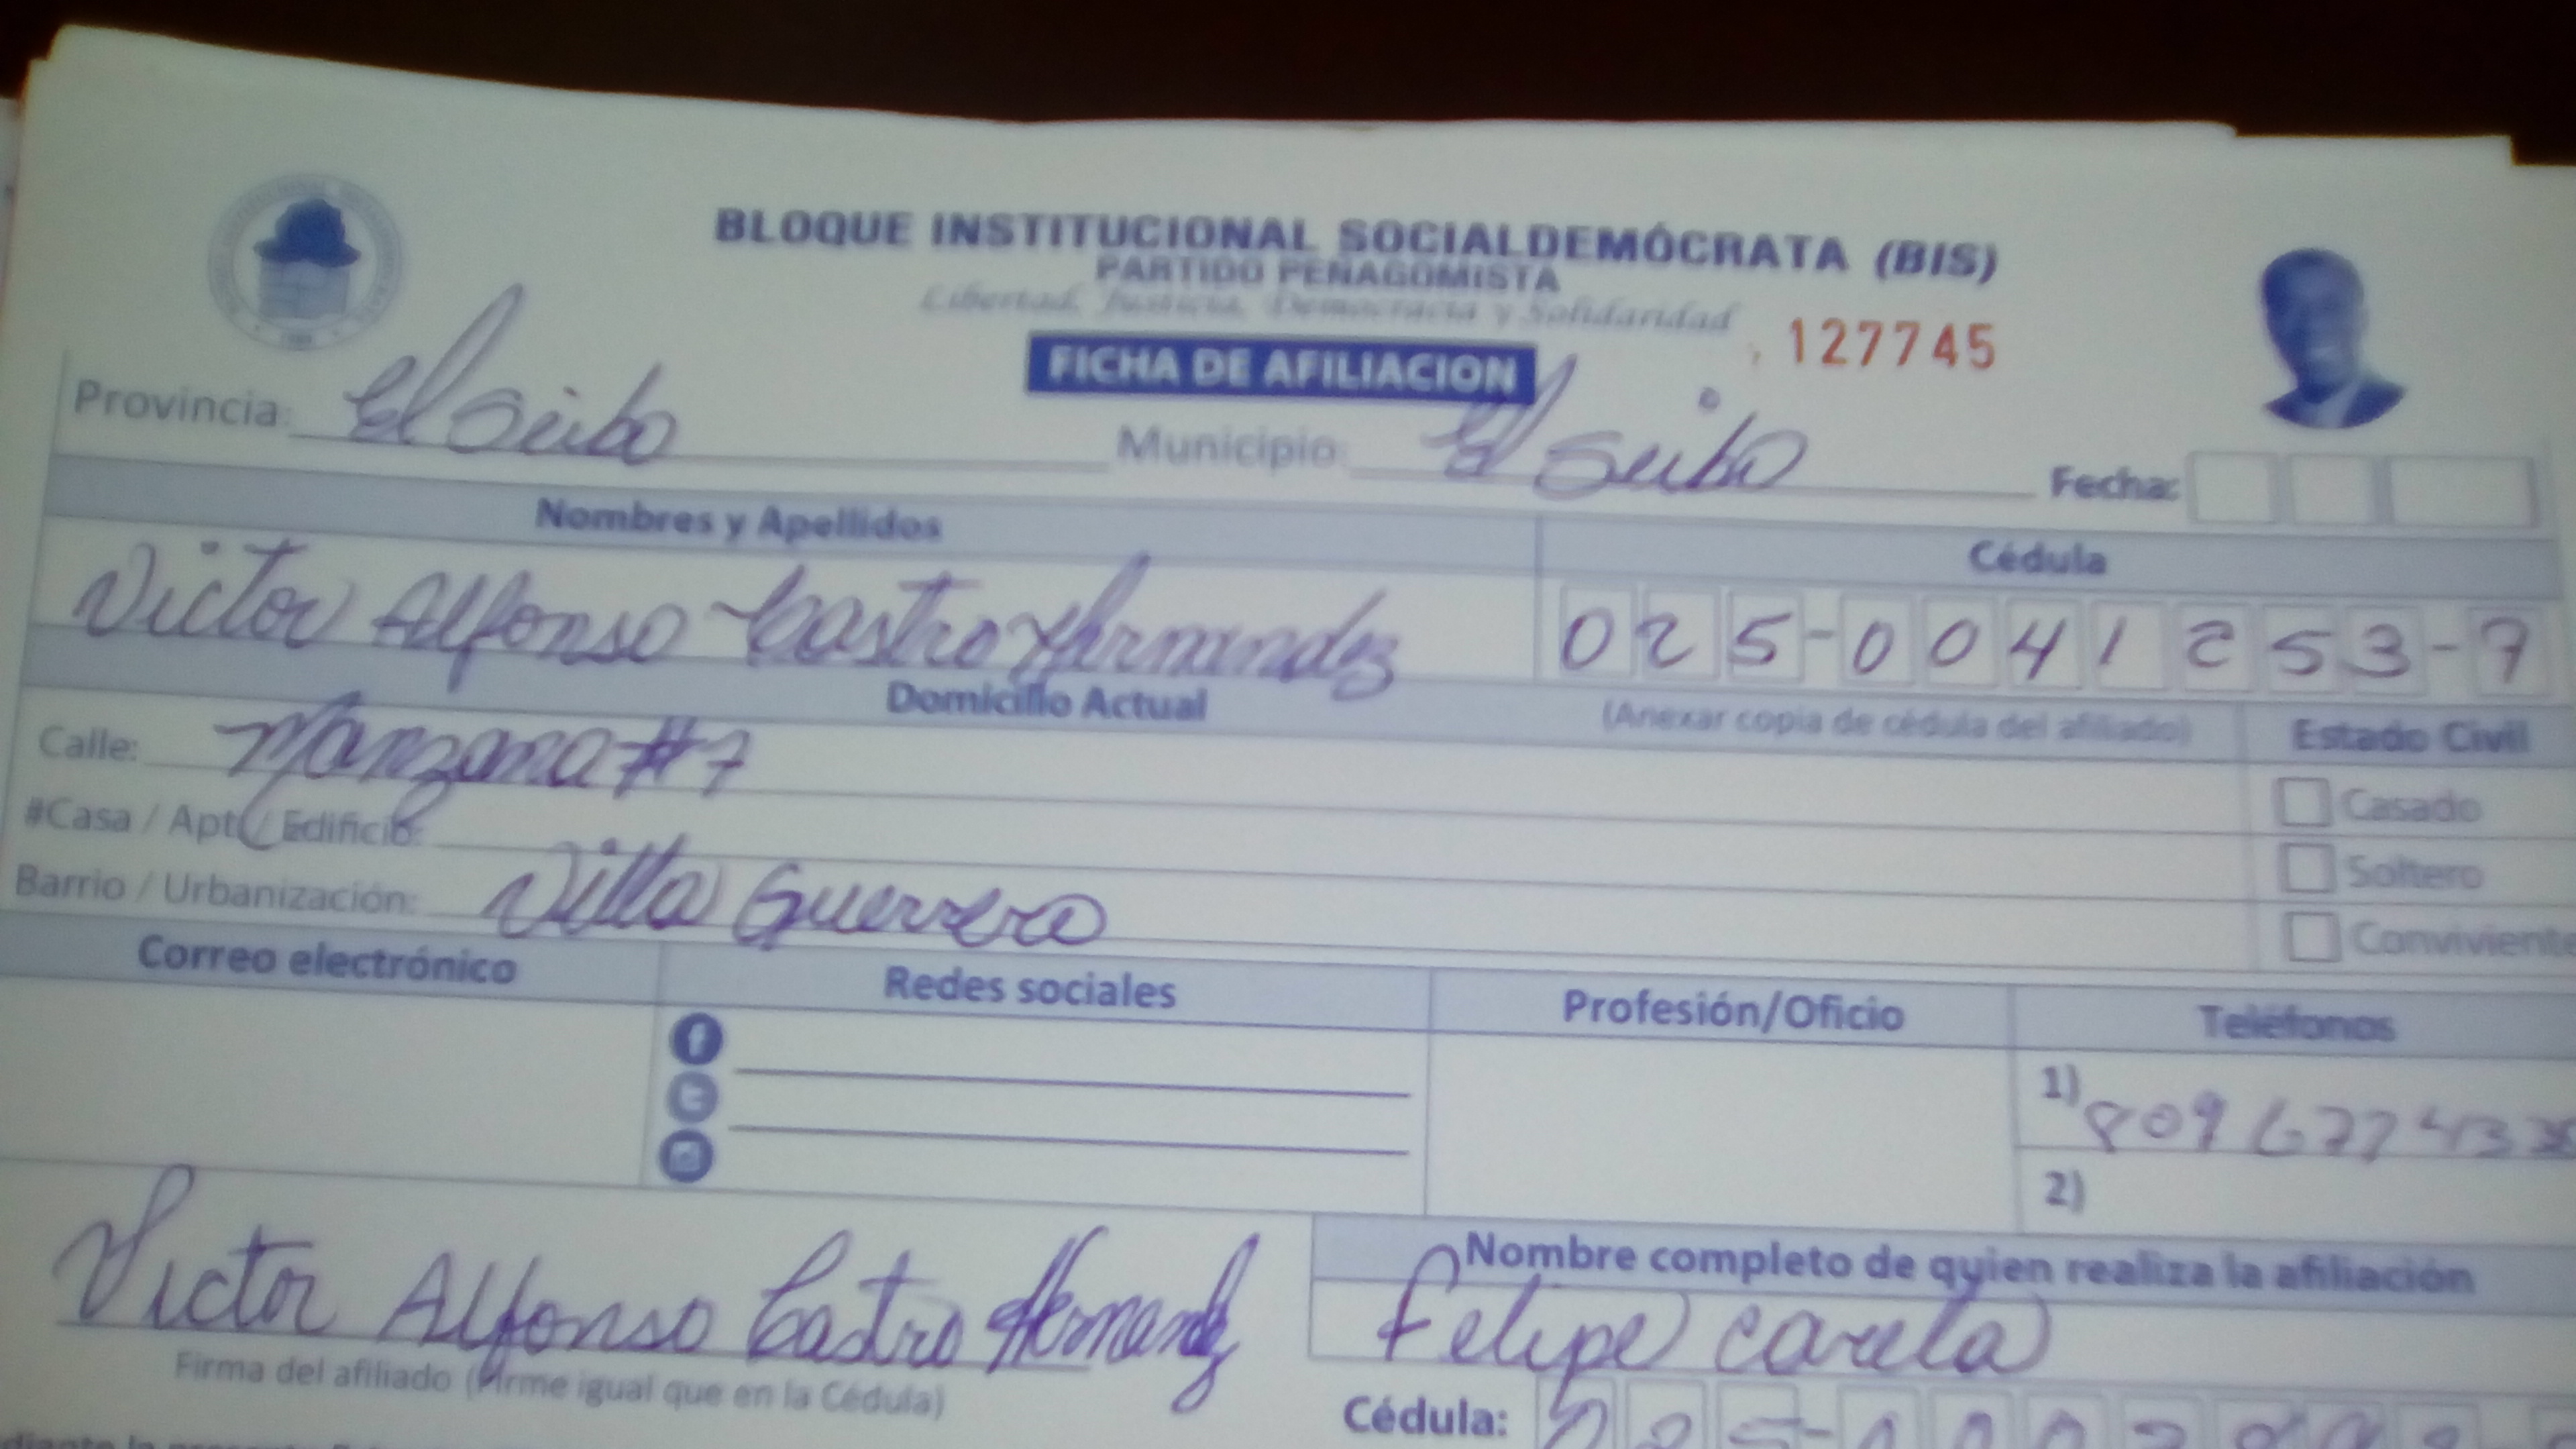 BLOQUE INSTITUCIONAL SOCIALDEMÓCRATA (BIS)
PARTIDO PEÑAGOMISTA
Libertad, Justicia, Democracia y Solidaridad
127745
FICHA DE AFILIACION
Provincia: El Seibo Municipio: El Seibo Fecha:
Nombres y Apellidos Cédula
Victor Alfonso Castro Hernandez 025-0041253-7
Domicilio Actual (Anexar copia de cédula del afiliado) Estado Civil
Calle: Manzana #7
Casado
#Casa / Apt / Edificio:
Soltero
Barrio / Urbanización: Villa Guerrero
Conviviente
Correo electrónico Redes sociales Profesión/Oficio Teléfonos
1) 809
2)
Victor Alfonso Castro Hernandez
Firma del afiliado (Firme igual que en la Cédula)
Nombre completo de quien realiza la afiliación
Felipe
Cédula: